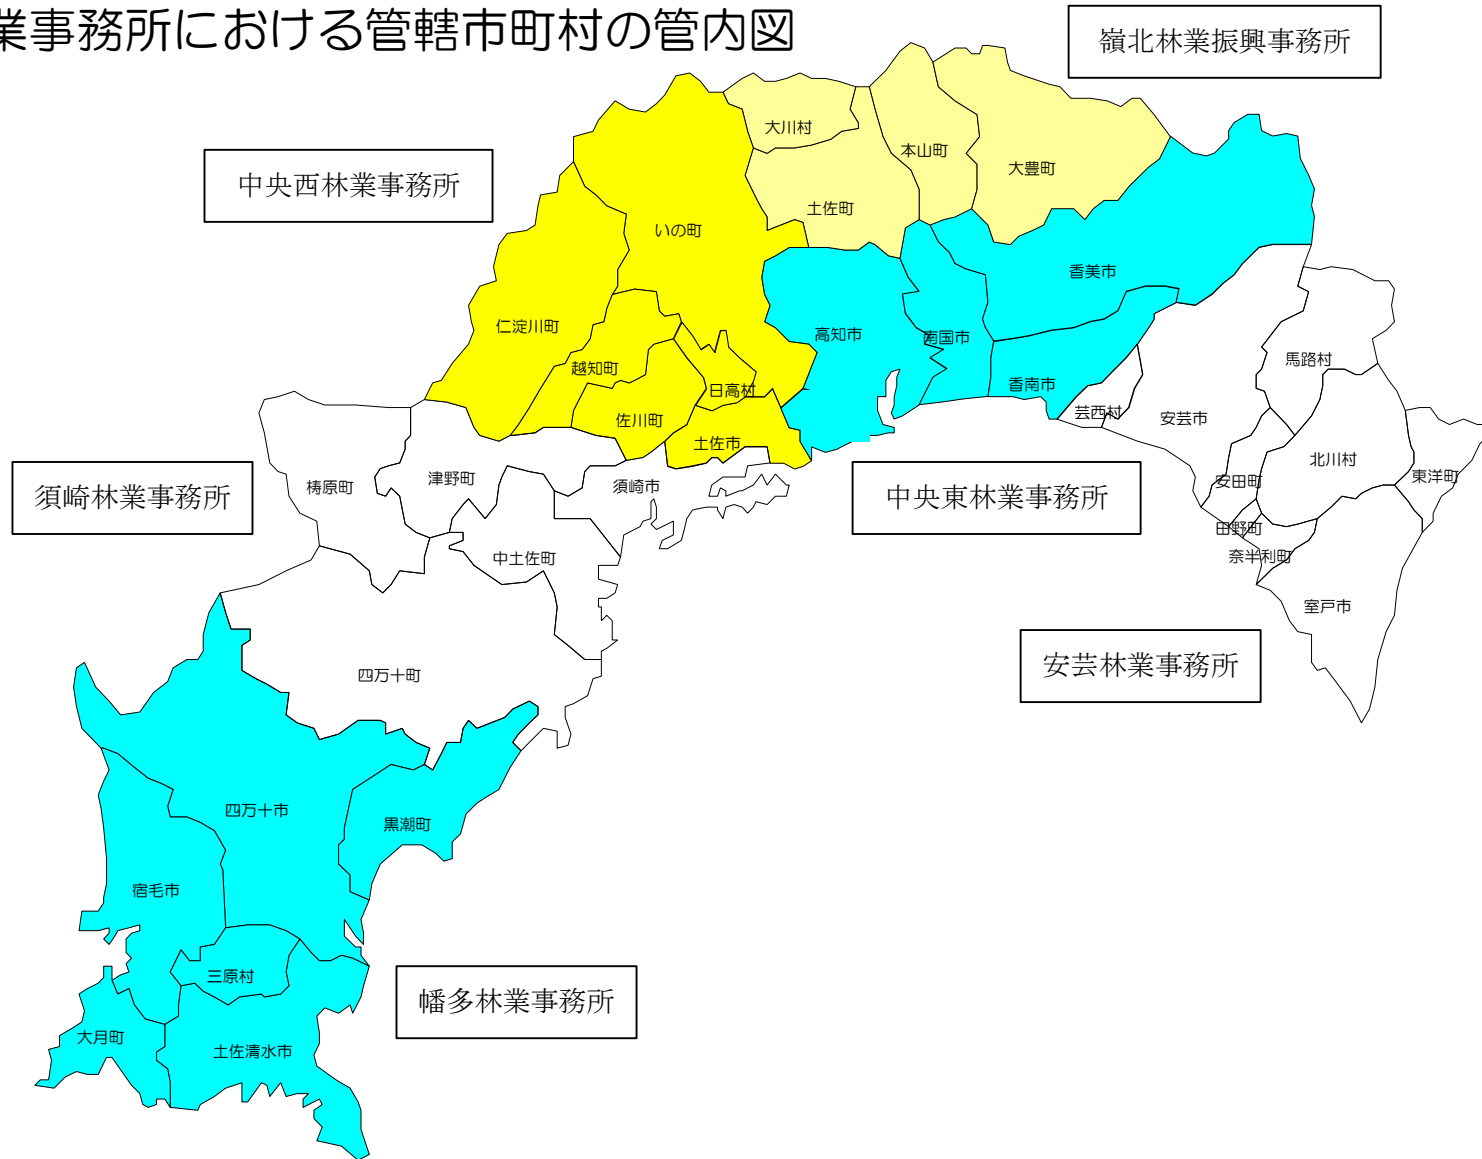 業事務所における管轄市町村の管内図
嶺北林業振興事務所
大川村
本山町
大豊町
中央西林業事務所
土佐町
いの町
香美市
仁淀川町
高知市
南国市
馬路村
越知町
日高村
香南市
芸西村
安芸市
佐川町
土佐市
北川村
津野町
梼原町
須崎市
安田町
東洋町
須崎林業事務所
中央東林業事務所
田野町
中土佐町
奈半利町
室戸市
安芸林業事務所
四万十町
四万十市
黒潮町
宿毛市
三原村
幡多林業事務所
大月町
土佐清水市